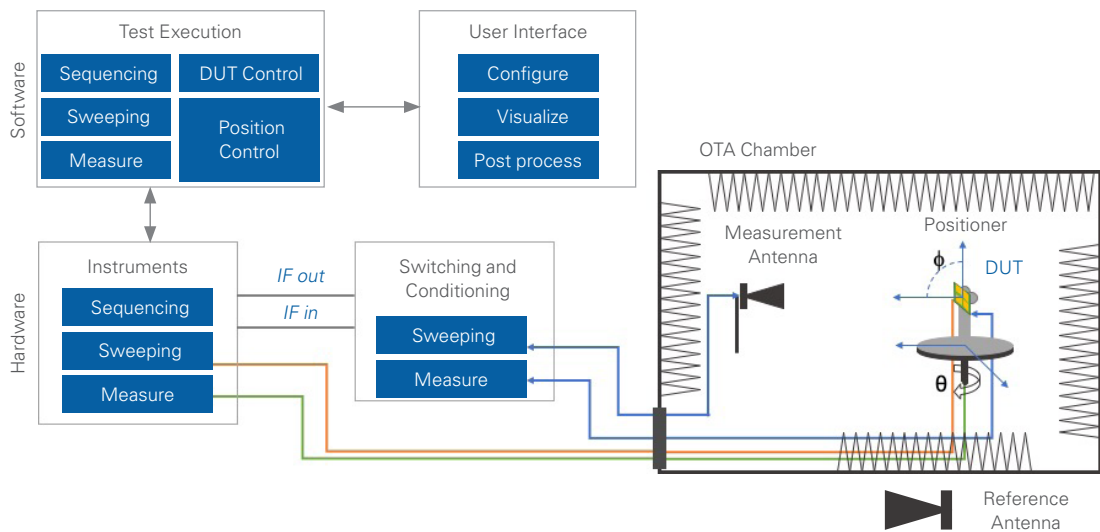 Software
Test Execution
Sequencing
DUT Control
Sweeping
Position
Control
Measure
User Interface
Configure
Visualize
Post process
Hardware
Instruments
Sequencing
Sweeping
Measure
IF out
IF in
Switching and
Conditioning
Sweeping
Measure
OTA Chamber
Measurement
Antenna
Positioner
ϕ
DUT
θ
Reference
Antenna